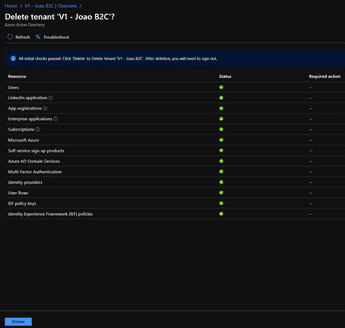 Home > V1 - Joao B2C | Overview >
Delete tenant 'V1 - Joao B2C'?
Azure Active Directory
Refresh Troubleshoot
All initial checks passed. Click 'Delete' to Delete tenant 'V1 - Joao B2C'. After deletion, you will need to sign out.
Resource Status Required action
Users --
LinkedIn application --
App registrations --
Enterprise applications --
Subscriptions --
Microsoft Azure --
Self-service sign-up products --
Azure AD Domain Services --
Multi-Factor Authentication --
Identity providers --
User flows --
IEF policy keys --
Identity Experience Framework (IEF) policies --
Delete